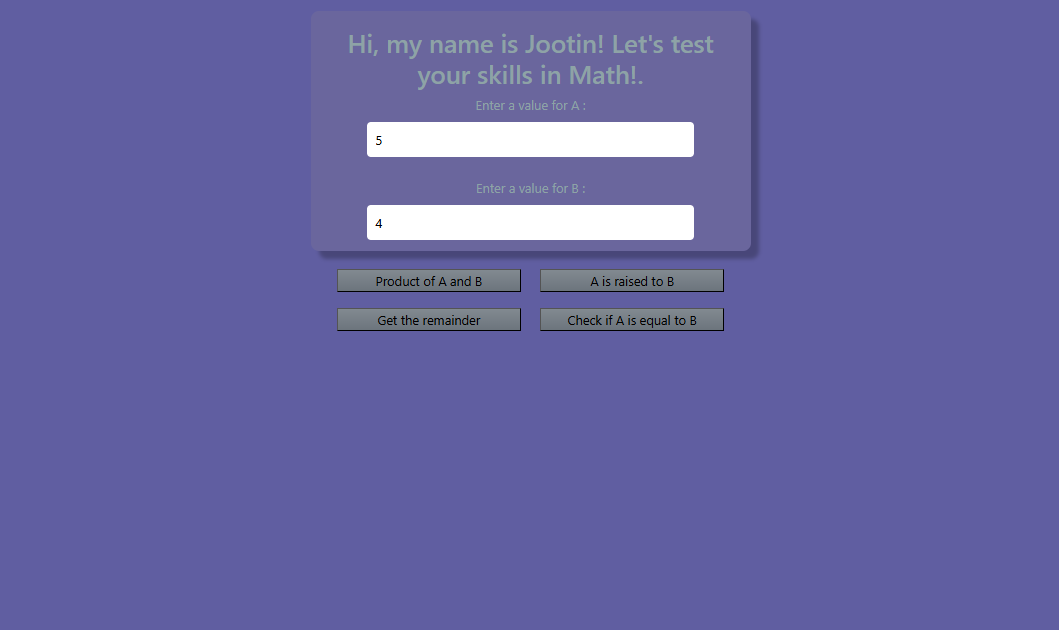 Hi, my name is Jootin! Let's test
your skills in Math!.
Enter a value for A :
5
Enter a value for B :
4
Product of A and B
A is raised to B
Get the remainder
Check if A is equal to B